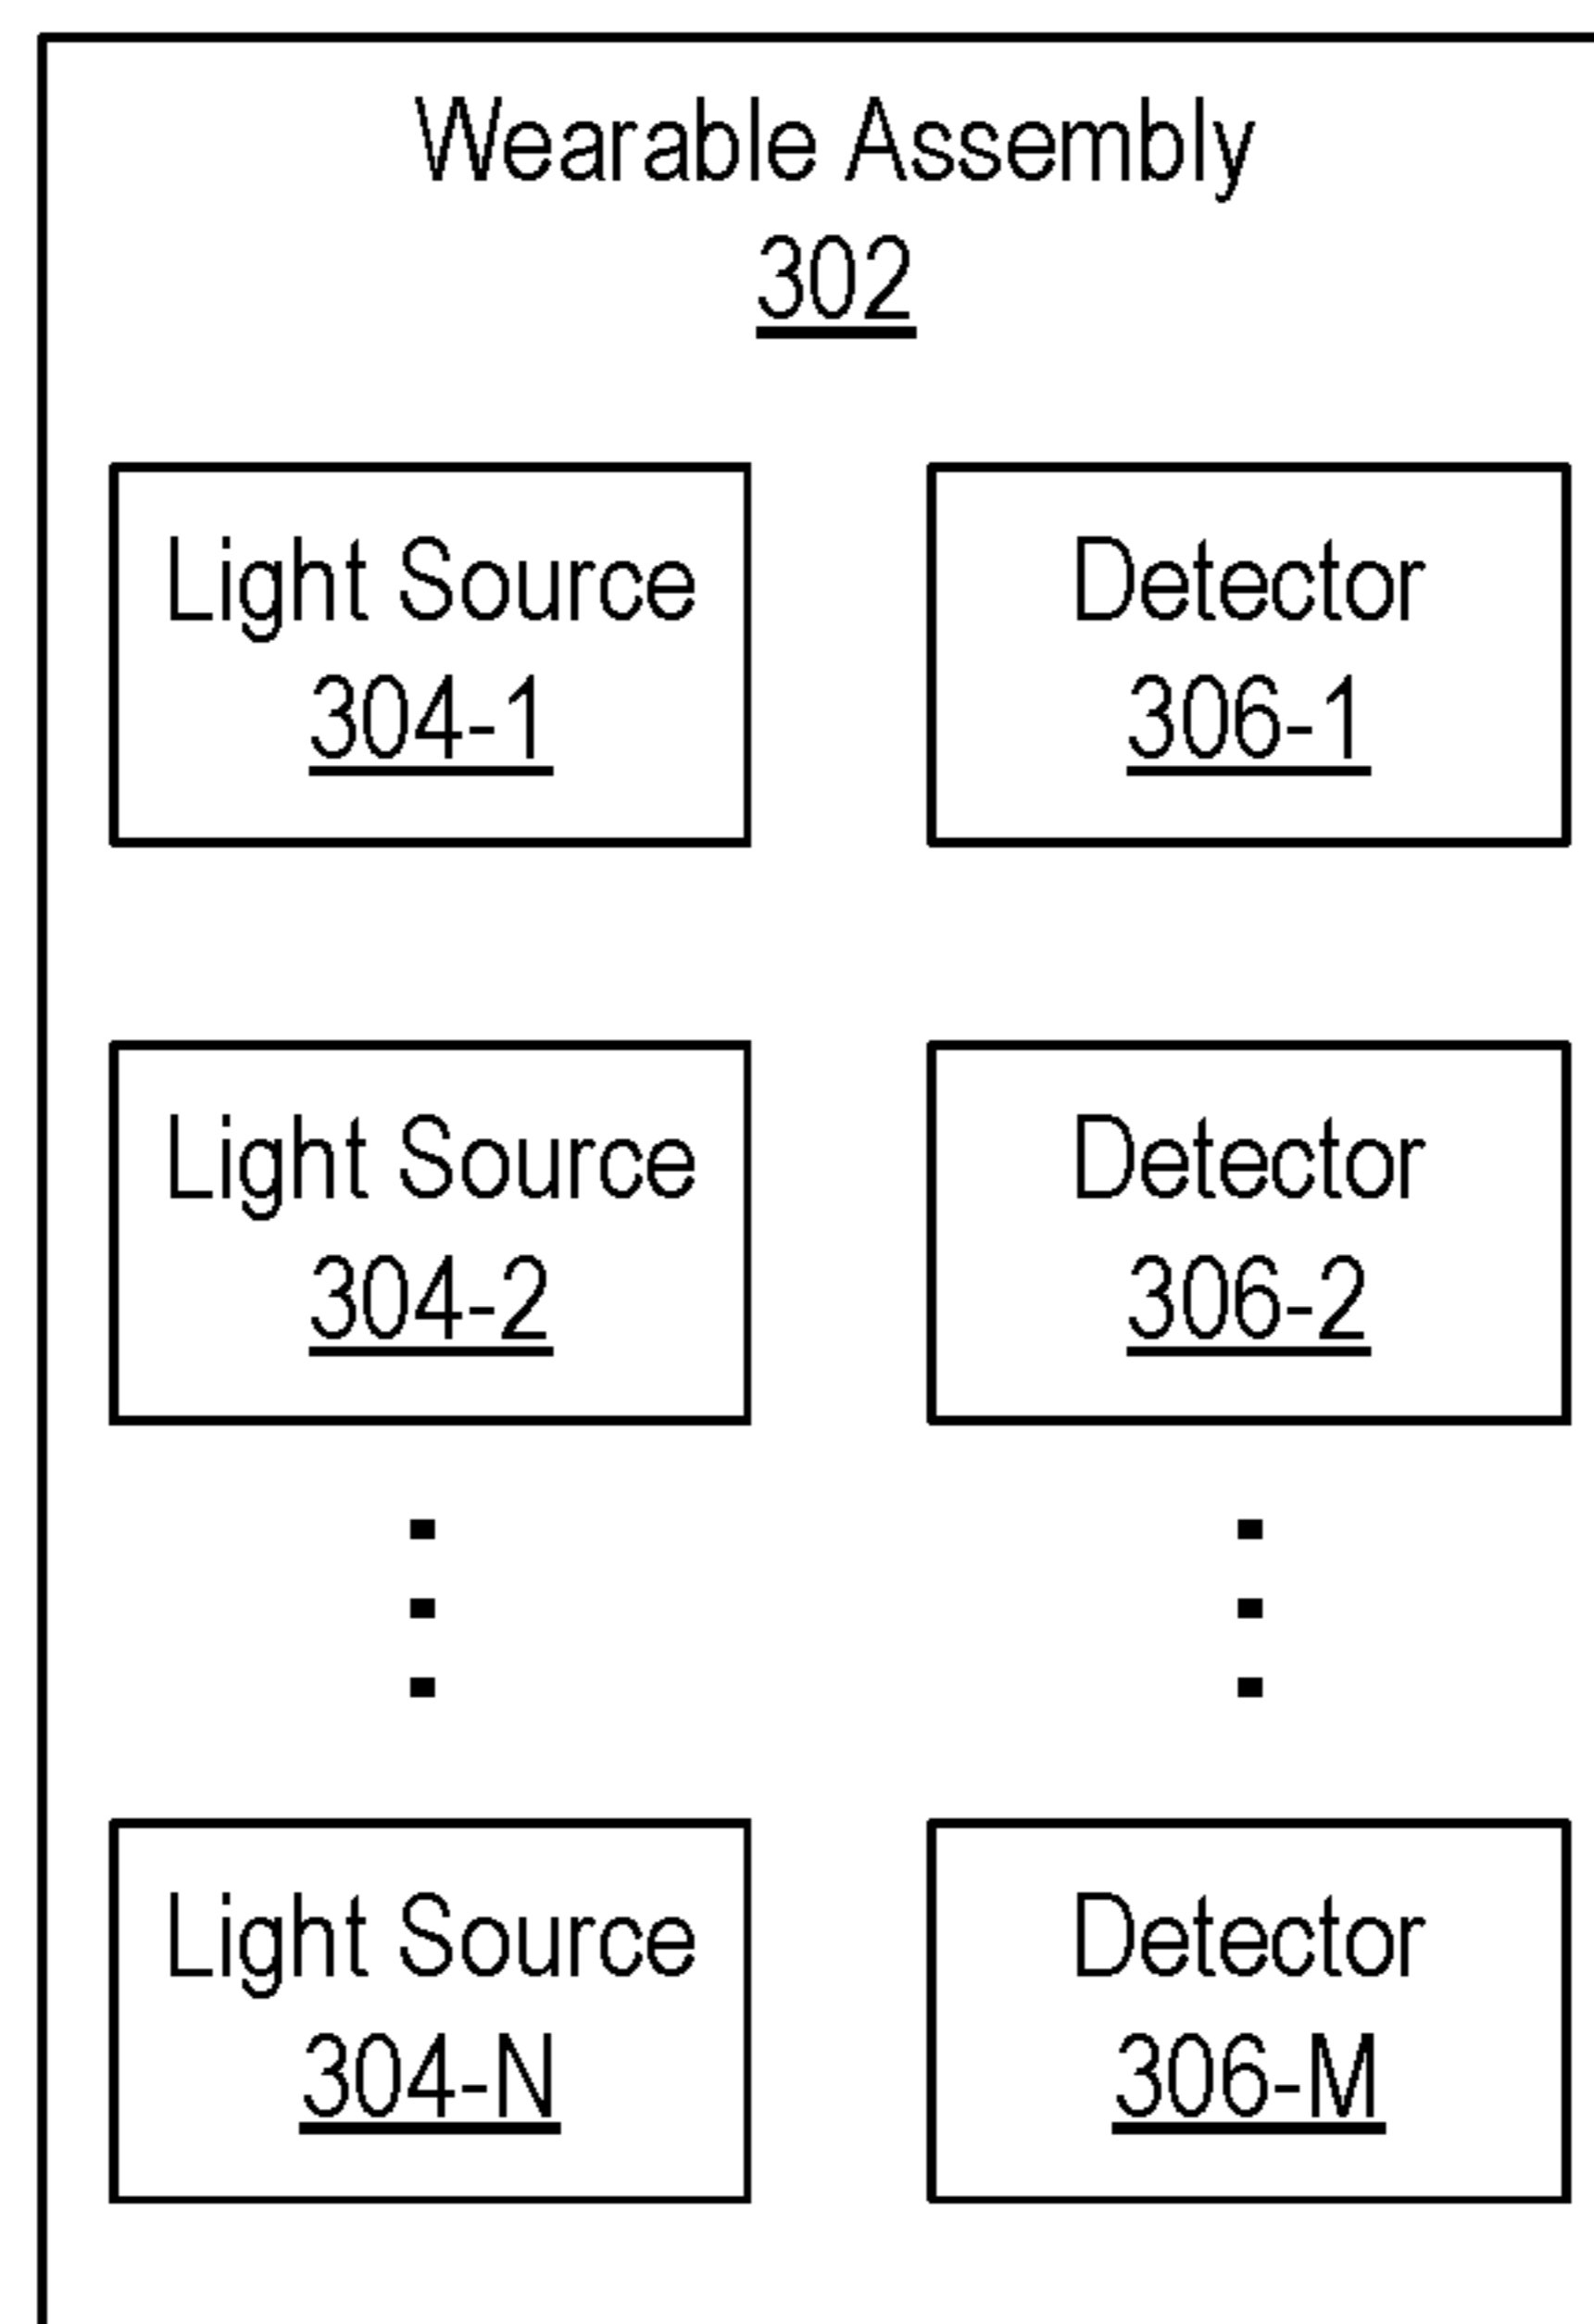 Wearable Assembly
302
Light Source
304-1
Detector
306-1
Light Source
304-2
Detector
306-2
Light Source
304-N
Detector
306-M